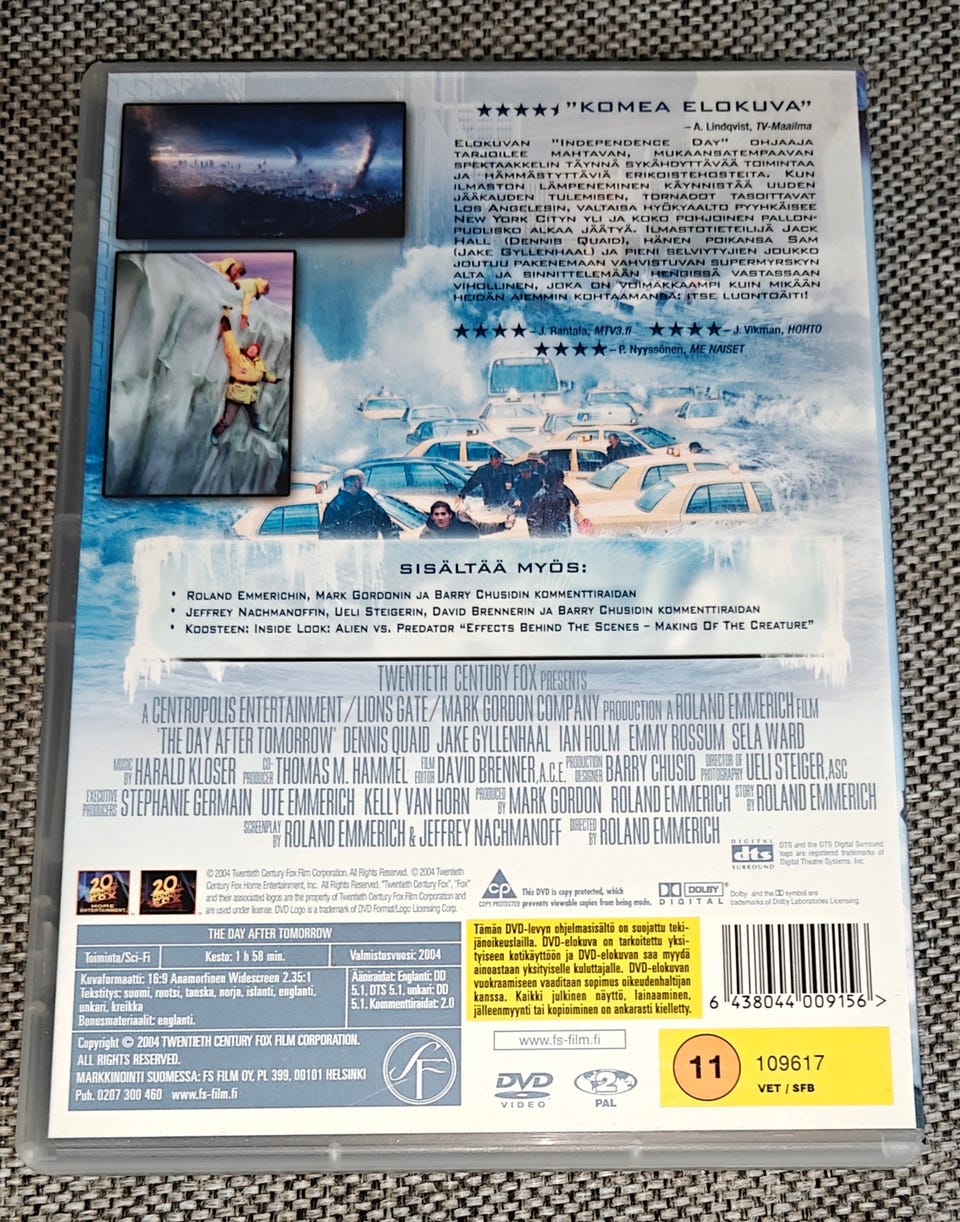 ★★★★ "KOMEA ELOKUVA"
– A. Lindqvist, TV-Maailma
ELOKUVAN "INDEPENDENCE DAY" OHJAAJA
TARJOILEE MAHTAVAN, MUKAANSATEMPAAVAN
SPEKTAAKKELIN TÄYNNÄ SYKÄHDYTTÄVÄÄ TOIMINTAA
JA HÄMMÄSTYTTÄVIÄ ERIKOISTEHOSTEITA. KUN
ILMASTON LÄMPENEMINEN KÄYNNISTÄÄ UUDEN
JÄÄKAUDEN TULEMISEN, TORNADOT TASOITTAVAT
LOS ANGELESIN, VALTAISA HYÖKYAALTO PYYHKÄISEE
NEW YORK CITYN YLI JA KOKO POHJOINEN PALLON-
PUOLISKO ALKAA JÄÄTYÄ. ILMASTOTIETEILIJÄ JACK
HALL (DENNIS QUAID), HÄNEN POIKANSA SAM
(JAKE GYLLENHAAL) JA PIENI SELVIYTYJIEN JOUKKO
JOUTUU PAKENEMAAN VAHVISTUVAN SUPERMYRSKYN
ALTA JA SINNITTELEMÄÄN HENGISSÄ VASTASSAAN
VIHOLLINEN, JOKA ON VOIMAKKAAMPI KUIN MIKÄÄN
HEIDÄN AIEMMIN KOHTAAMANSA: ITSE LUONTOÄITI!
★★★★ – J. Rantala, MTV3.fi ★★★★ – J. Vikman, HOHTO
★★★★ – P. Nyyssönen, ME NAISET
SISÄLTÄÄ MYÖS:
• ROLAND EMMERICHIN, MARK GORDONIN JA BARRY CHUSIDIN KOMMENTTIRAIDAN
• JEFFREY NACHMANOFFIN, UELI STEIGERIN, DAVID BRENNERIN JA BARRY CHUSIDIN KOMMENTTIRAIDAN
• KOOSTEEN: INSIDE LOOK: ALIEN VS. PREDATOR "EFFECTS BEHIND THE SCENES – MAKING OF THE CREATURE"
TWENTIETH CENTURY FOX PRESENTS
A CENTROPOLIS ENTERTAINMENT/LIONS GATE/MARK GORDON COMPANY PRODUCTION A ROLAND EMMERICH FILM
"THE DAY AFTER TOMORROW" DENNIS QUAID JAKE GYLLENHAAL IAN HOLM EMMY ROSSUM SELA WARD
MUSIC BY HARALD KLOSER CO-PRODUCER THOMAS M. HAMMEL FILM EDITOR DAVID BRENNER, A.C.E. PRODUCTION DESIGNER BARRY CHUSID DIRECTOR OF PHOTOGRAPHY UELI STEIGER, ASC
EXECUTIVE PRODUCERS STEPHANIE GERMAIN UTE EMMERICH KELLY VAN HORN PRODUCED BY MARK GORDON ROLAND EMMERICH STORY BY ROLAND EMMERICH
SCREENPLAY BY ROLAND EMMERICH & JEFFREY NACHMANOFF DIRECTED BY ROLAND EMMERICH
DIGITAL
dts
SURROUND
DTS and the DTS Digital Surround
logo are registered trademarks of
Digital Theatre Systems, Inc.
20th CENTURY FOX
HOME ENTERTAINMENT
20th CENTURY FOX
© 2004 Twentieth Century Fox Film Corporation. All Rights Reserved. © 2004 Twentieth
Century Fox Home Entertainment, Inc. All Rights Reserved. "Twentieth Century Fox", "Fox"
and their associated logos are the property of Twentieth Century Fox Film Corporation and
are used under license. DVD Logo is a trademark of DVD Format/Logo Licensing Corp.
CP
COPY PROTECTED
This DVD is copy protected, which
prevents viewable copies from being made.
DOLBY
DIGITAL
Dolby and the DD symbol are
trademarks of Dolby Laboratories Licensing.
THE DAY AFTER TOMORROW
Toiminta/Sci-Fi
Kesto: 1 h 58 min.
Valmistusvuosi: 2004
Kuvaformaatti: 16:9 Anamorfinen Widescreen 2.35:1
Tekstitys: suomi, ruotsi, tanska, norja, islanti, englanti,
unkari, kreikka
Bonusmateriaalit: englanti.
Ääniraidat: Englanti: DD
5.1, DTS 5.1, unkari: DD
5.1. Kommenttiraidat: 2.0
Copyright © 2004 TWENTIETH CENTURY FOX FILM CORPORATION.
ALL RIGHTS RESERVED.
MARKKINOINTI SUOMESSA: FS FILM OY, PL 399, 00101 HELSINKI
Puh. 0207 300 460 www.fs-film.fi
SF
Tämän DVD-levyn ohjelmasisältö on suojattu teki-
jänoikeuslailla. DVD-elokuva on tarkoitettu yksi-
tyiseen kotikäyttöön ja DVD-elokuvan saa myydä
ainoastaan yksityiselle kuluttajalle. DVD-elokuvan
vuokraamiseen vaaditaan sopimus oikeudenhaltijan
kanssa. Kaikki julkinen näyttö, lainaaminen,
jälleenmyynti tai kopioiminen on ankarasti kielletty.
6 438044 009156 >
www.fs-film.fi
DVD
VIDEO
2
PAL
11
109617
VET / SFB